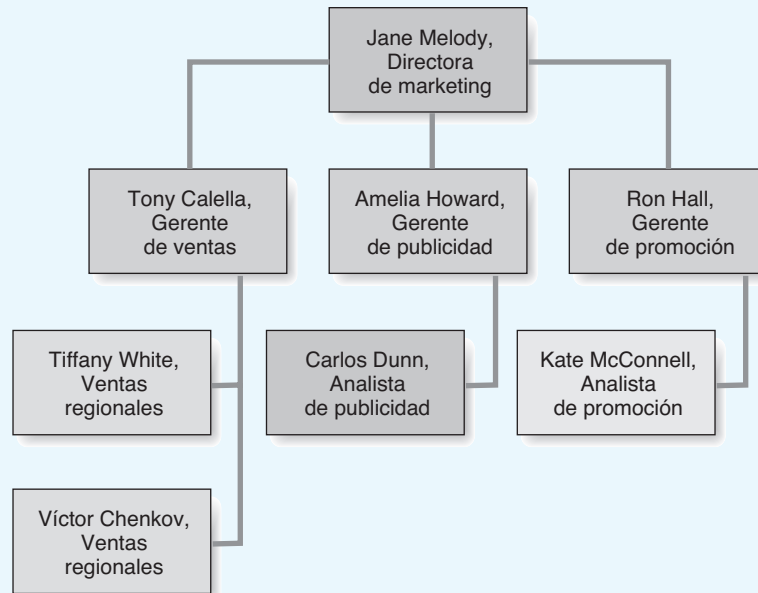 Jane Melody,
Directora
de marketing
Tony Calella,
Gerente
de ventas
Amelia Howard,
Gerente
de publicidad
Ron Hall,
Gerente
de promoción
Tiffany White,
Ventas
regionales
Carlos Dunn,
Analista
de publicidad
Kate McConnell,
Analista
de promoción
Víctor Chenkov,
Ventas
regionales